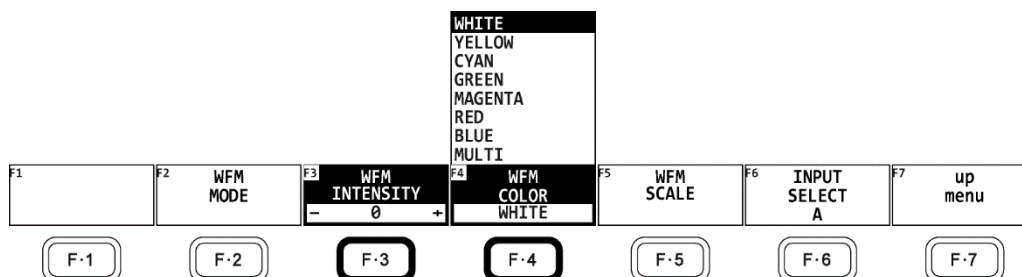 WHITE
YELLOW
CYAN
GREEN
MAGENTA
RED
BLUE
MULTI
F1
F2 WFM
MODE
F3 WFM
INTENSITY
- 0 +
F4 WFM
COLOR
WHITE
F5 WFM
SCALE
F6 INPUT
SELECT
A
F7 up
menu
F·1
F·2
F·3
F·4
F·5
F·6
F·7